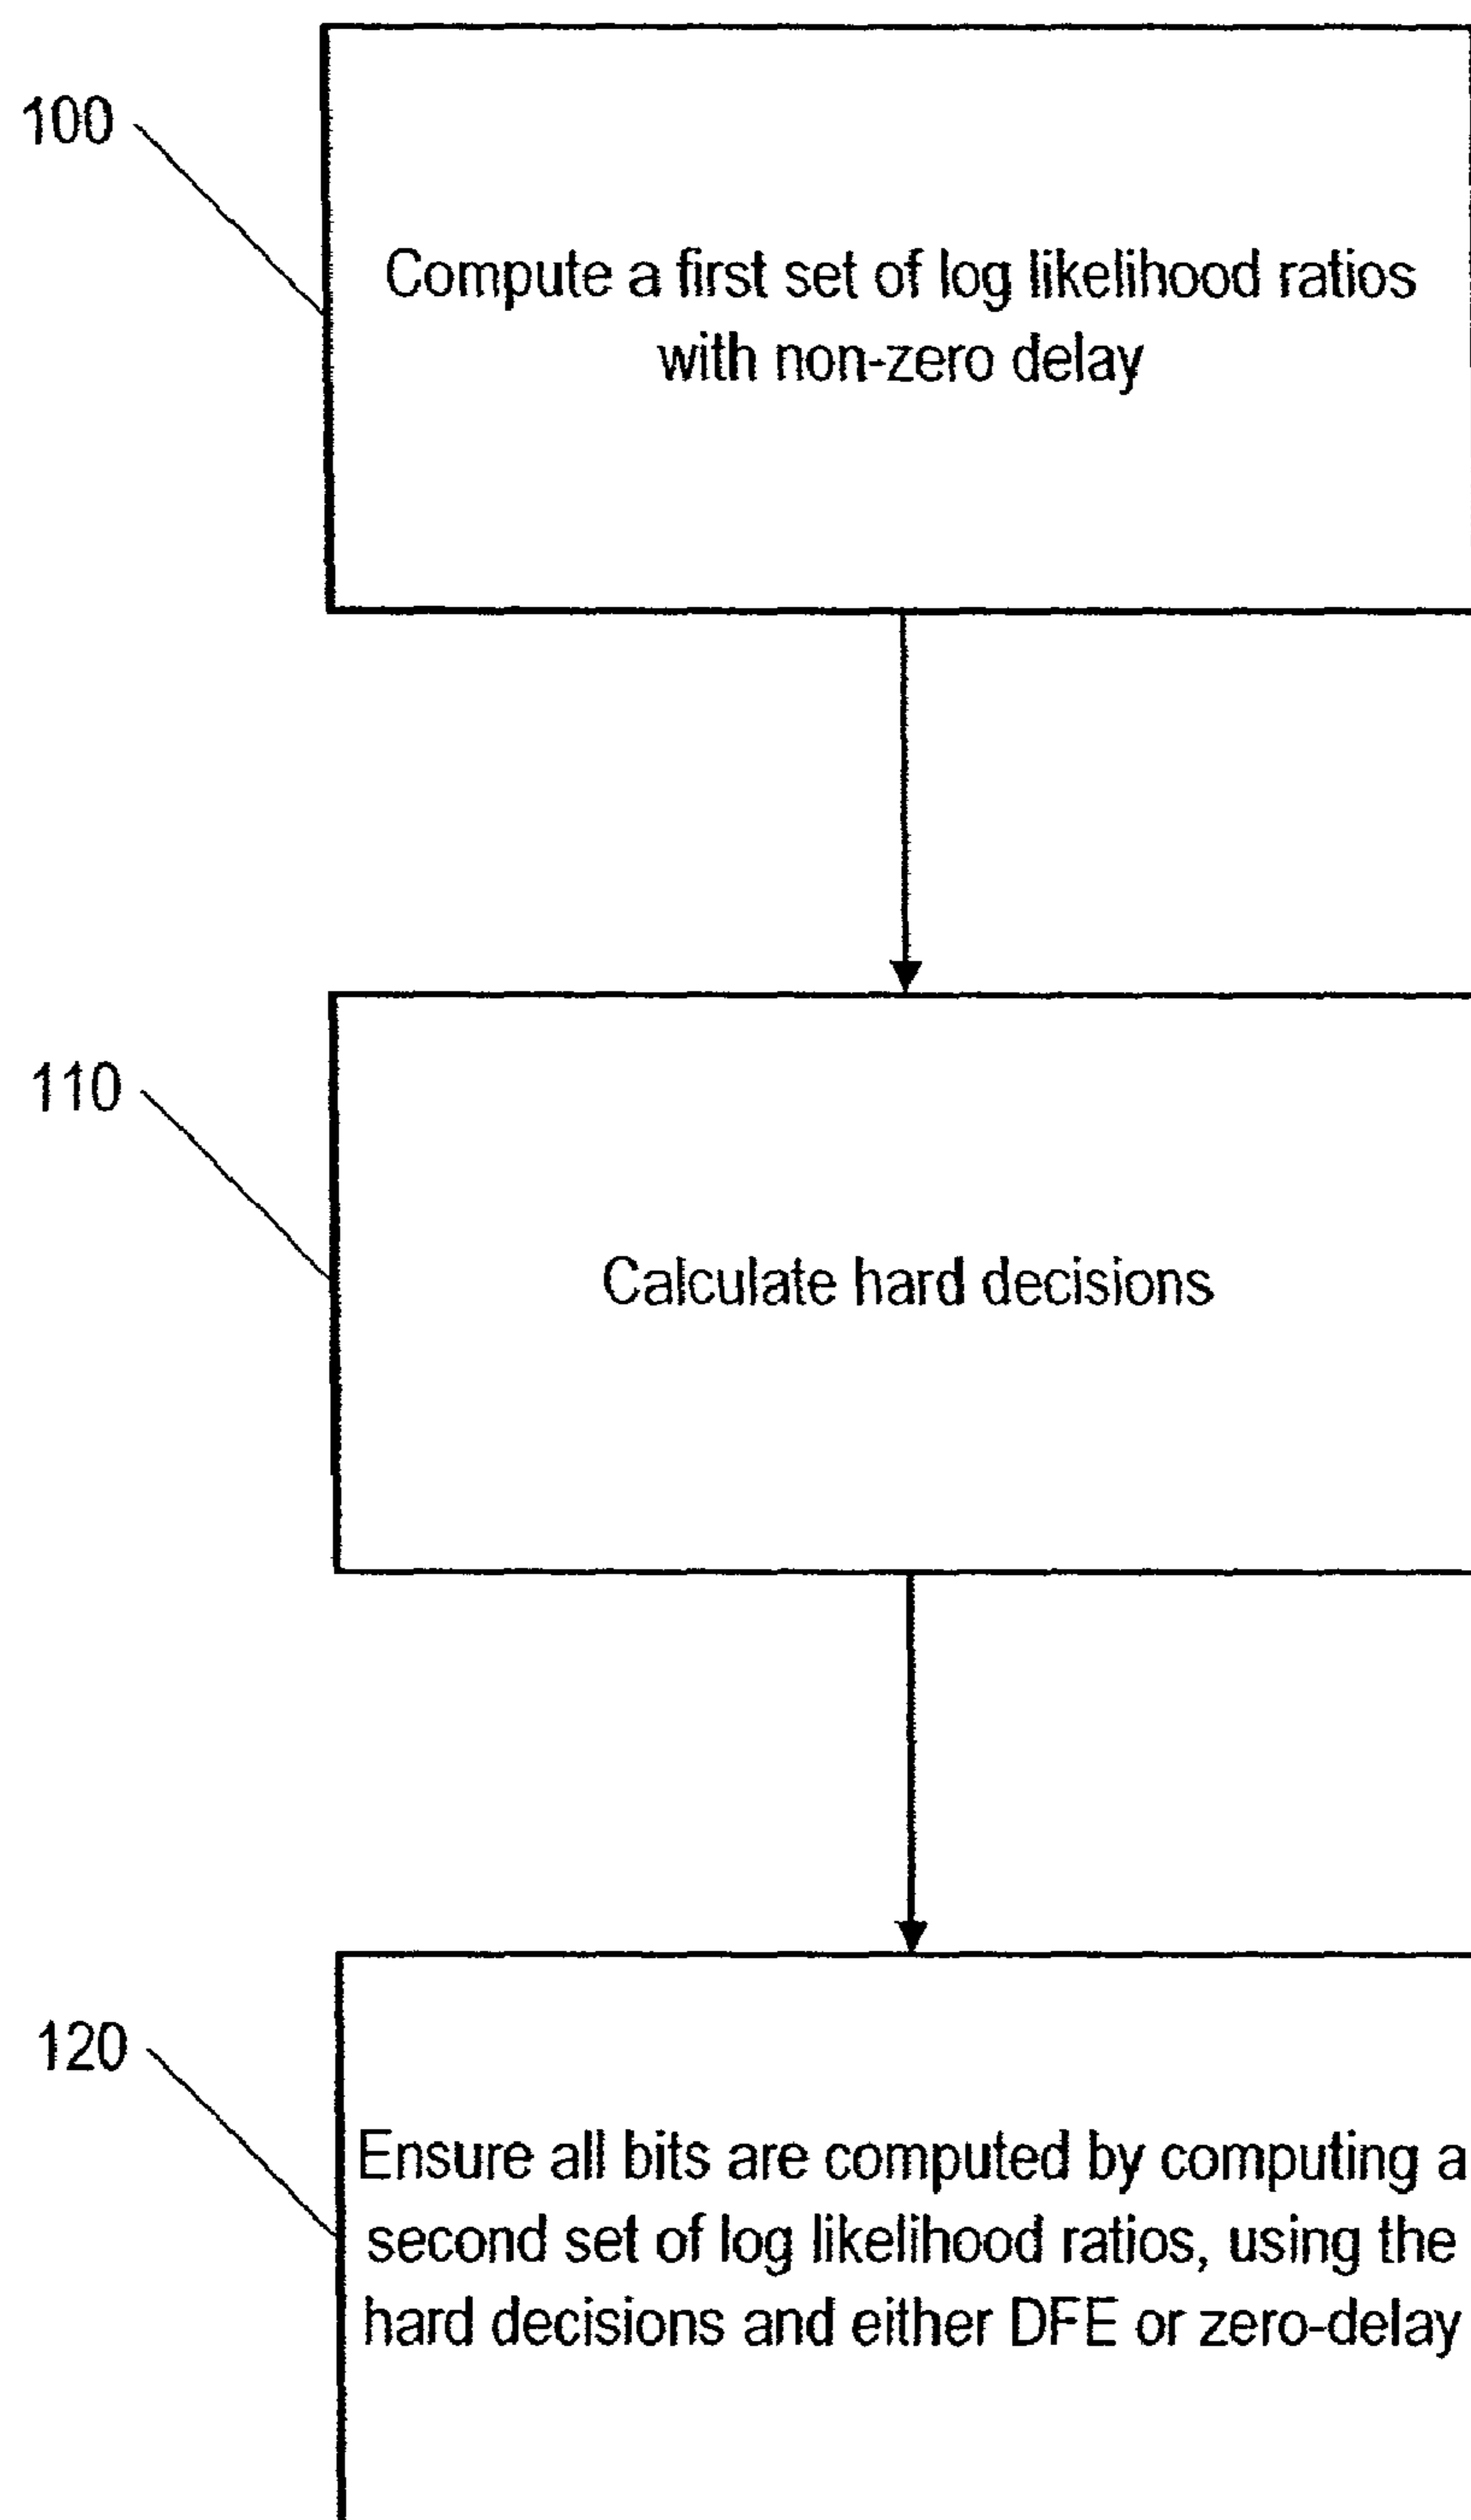 100
Compute a first set of log likelihood ratios
with non-zero delay
110
Calculate hard decisions
120
Ensure all bits are computed by computing a
second set of log likelihood ratios, using the
hard decisions and either DFE or zero-delay